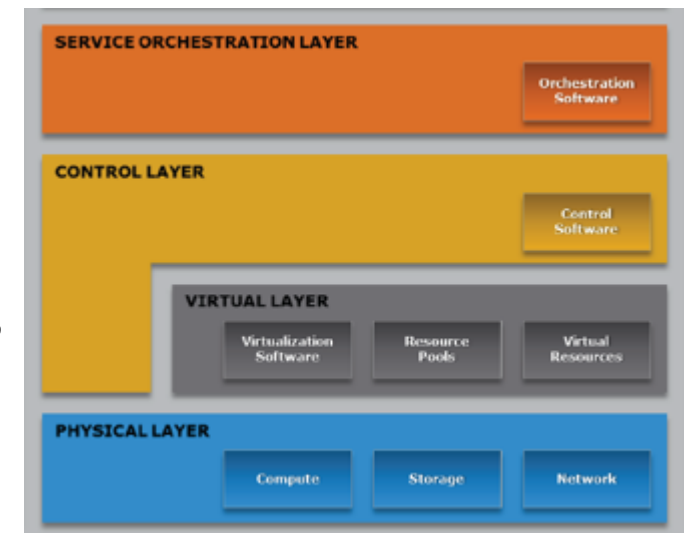 SERVICE ORCHESTRATION LAYER
Orchestration
Software
CONTROL LAYER
Control
Software
VIRTUAL LAYER
Virtualization
Software
Resource
Pools
Virtual
Resources
PHYSICAL LAYER
Compute
Storage
Network